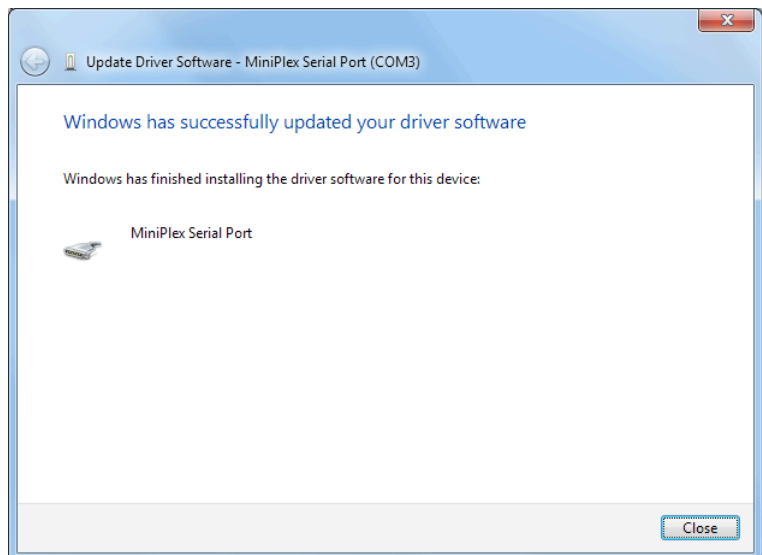 Update Driver Software - MiniPlex Serial Port (COM3)
Windows has successfully updated your driver software
Windows has finished installing the driver software for this device:
MiniPlex Serial Port
Close